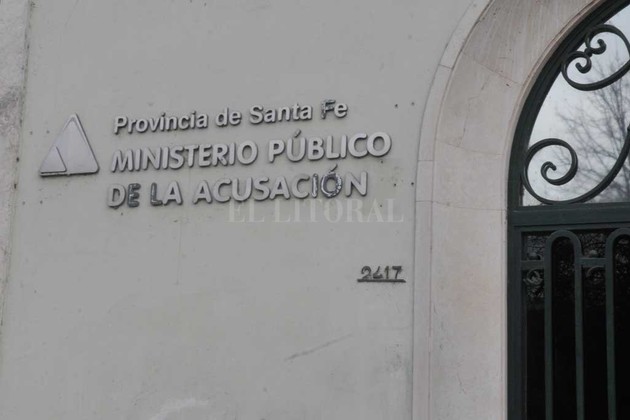 Provincia de Santa Fe
MINISTERIO PÚBLICO
DE LA ACUSACIÓN
EL LITORAL
2417